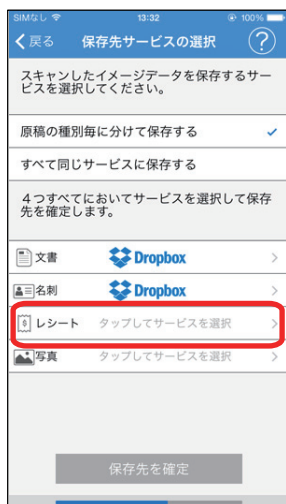 SIMなし 13:32 100%
戻る 保存先サービスの選択 ?
スキャンしたイメージデータを保存するサー
ビスを選択してください。
原稿の種別毎に分けて保存する
すべて同じサービスに保存する
４つすべてにおいてサービスを選択して保存
先を確定します。
文書 Dropbox
名刺 Dropbox
レシート タップしてサービスを選択
写真 タップしてサービスを選択
保存先を確定